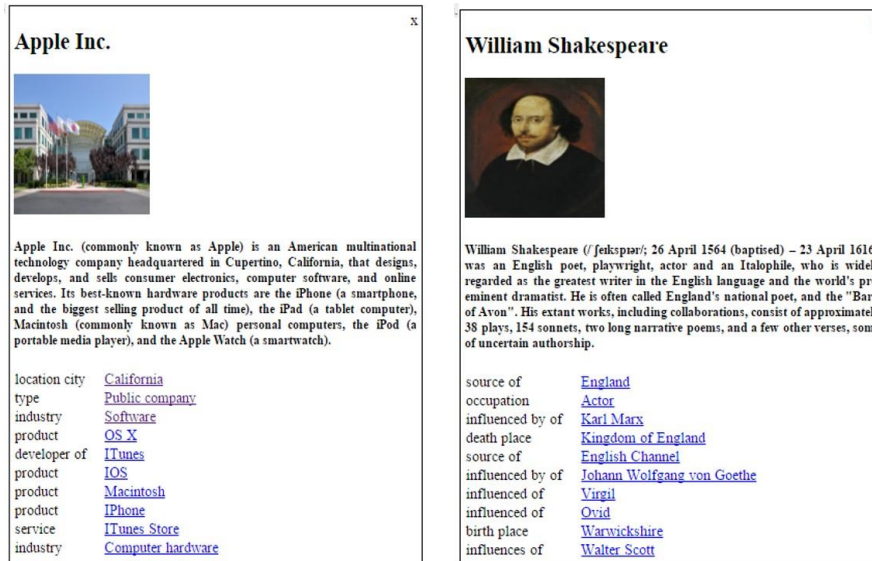 x
Apple Inc.
Apple Inc. (commonly known as Apple) is an American multinational
technology company headquartered in Cupertino, California, that designs,
develops, and sells consumer electronics, computer software, and online
services. Its best-known hardware products are the iPhone (a smartphone,
and the biggest selling product of all time), the iPad (a tablet computer),
Macintosh (commonly known as Mac) personal computers, the iPod (a
portable media player), and the Apple Watch (a smartwatch).
location city California
type Public company
industry Software
product OS X
developer of ITunes
product IOS
product Macintosh
product IPhone
service ITunes Store
industry Computer hardware
William Shakespeare
William Shakespeare (/ˈʃeɪkspɪər/; 26 April 1564 (baptised) – 23 April 1616
was an English poet, playwright, actor and an Italophile, who is widel
regarded as the greatest writer in the English language and the world's pr
eminent dramatist. He is often called England's national poet, and the "Bar
of Avon". His extant works, including collaborations, consist of approximatel
38 plays, 154 sonnets, two long narrative poems, and a few other verses, som
of uncertain authorship.
source of England
occupation Actor
influenced by of Karl Marx
death place Kingdom of England
source of English Channel
influenced by of Johann Wolfgang von Goethe
influenced of Virgil
influenced of Ovid
birth place Warwickshire
influences of Walter Scott